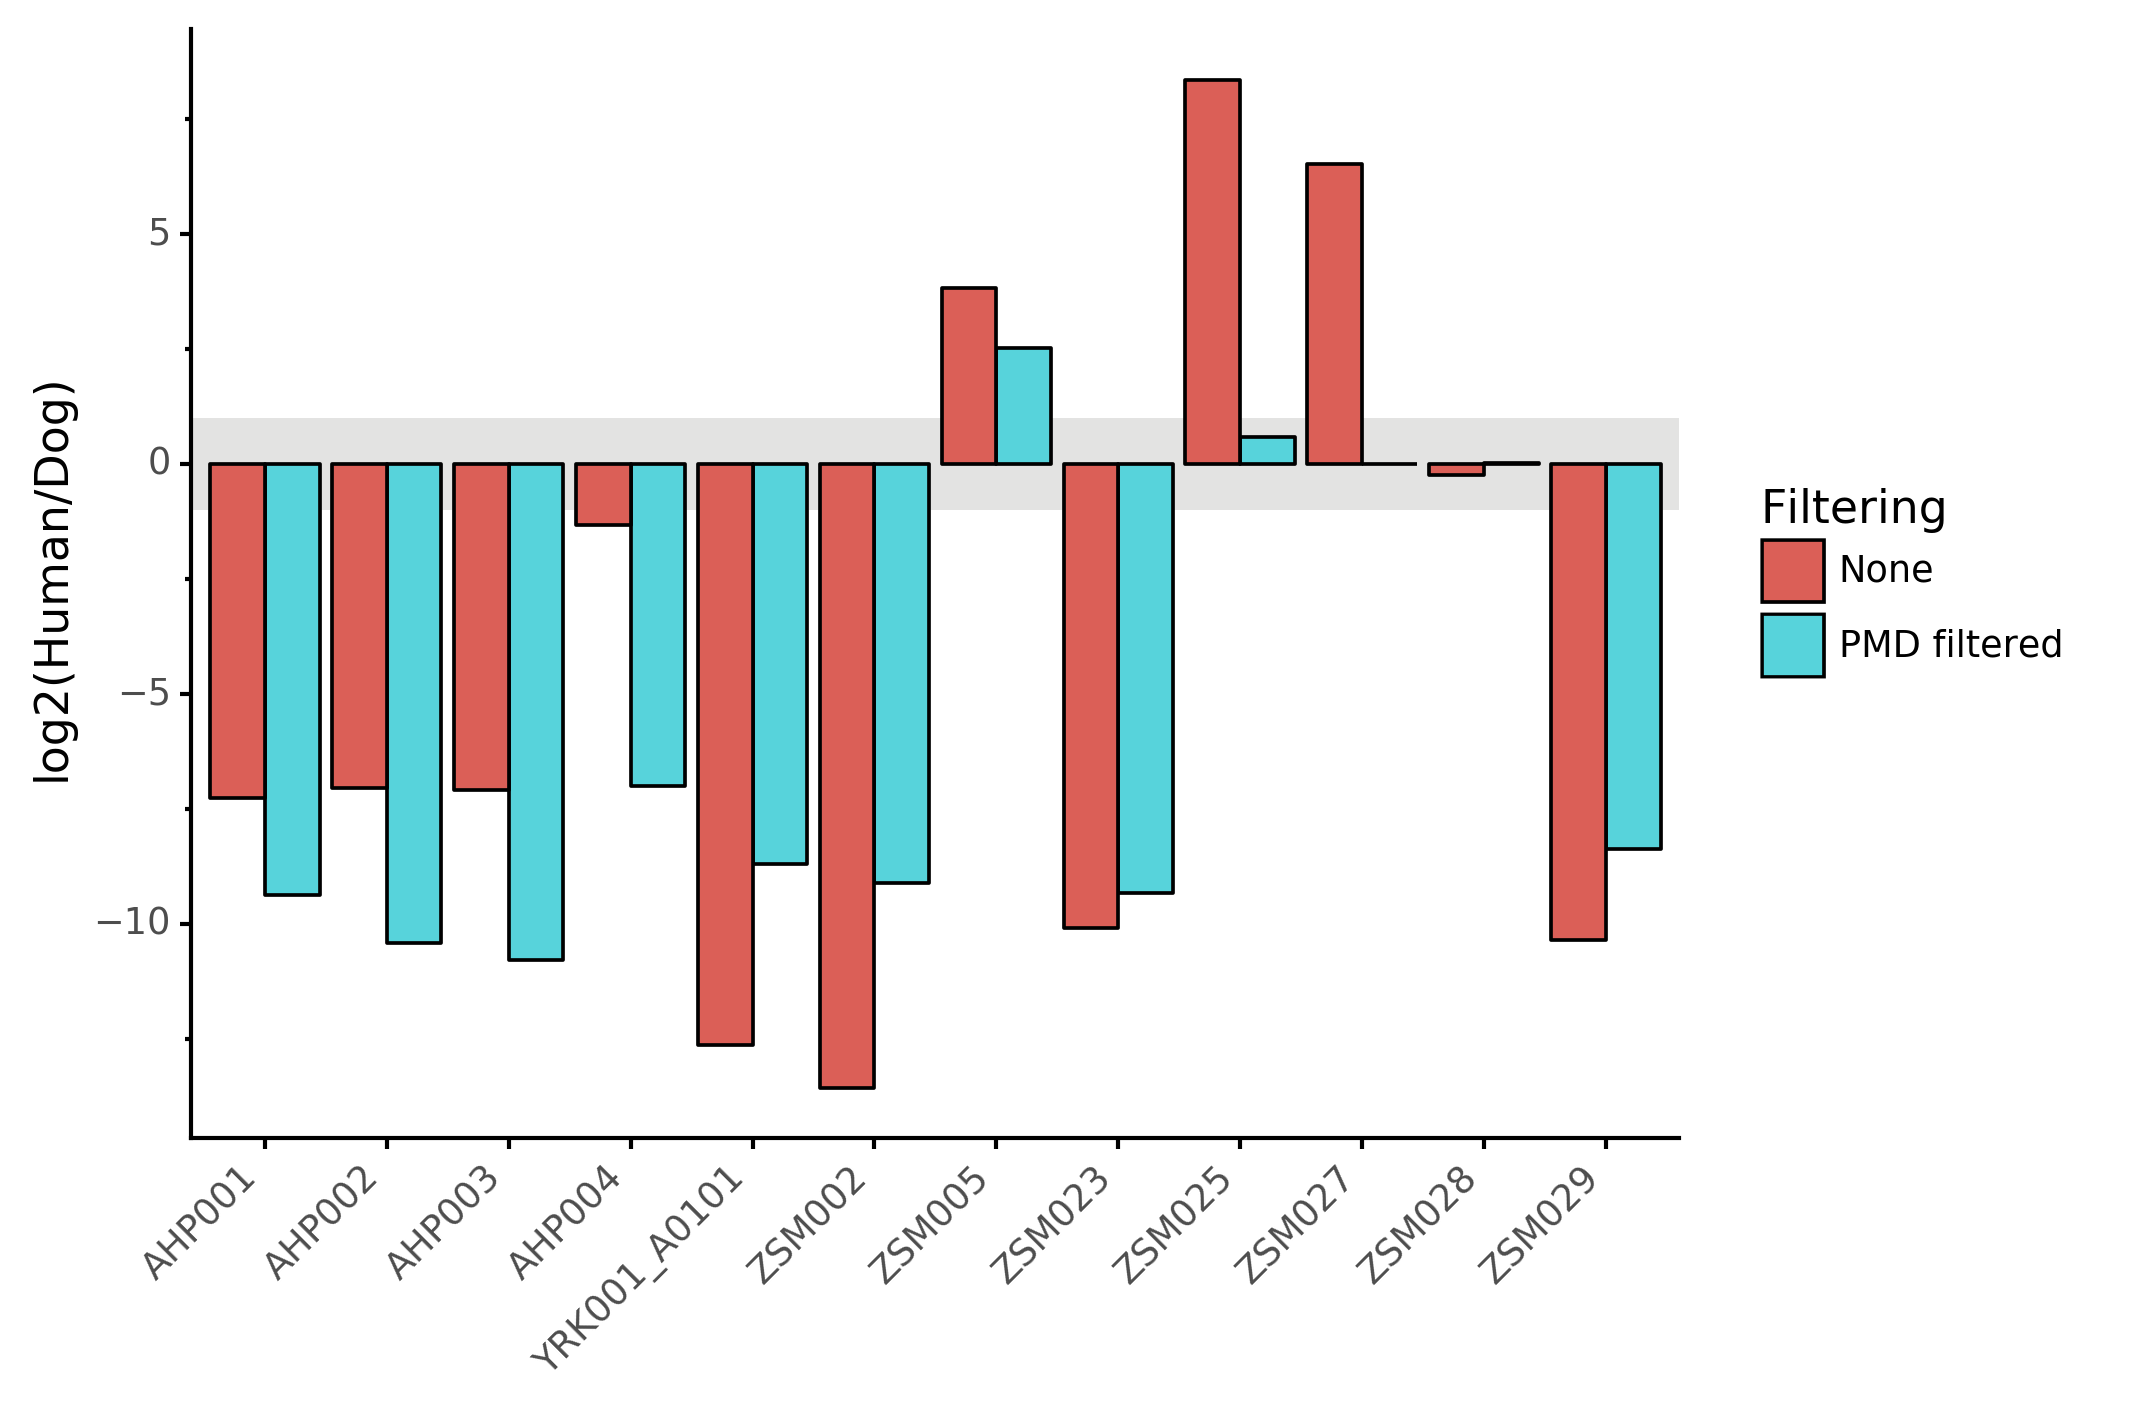 log2(Human/Dog)
5
0
−5
−10
AHP001
AHP002
AHP003
AHP004
YRK001_A0101
ZSM002
ZSM005
ZSM023
ZSM025
ZSM027
ZSM028
ZSM029
Filtering
None
PMD filtered